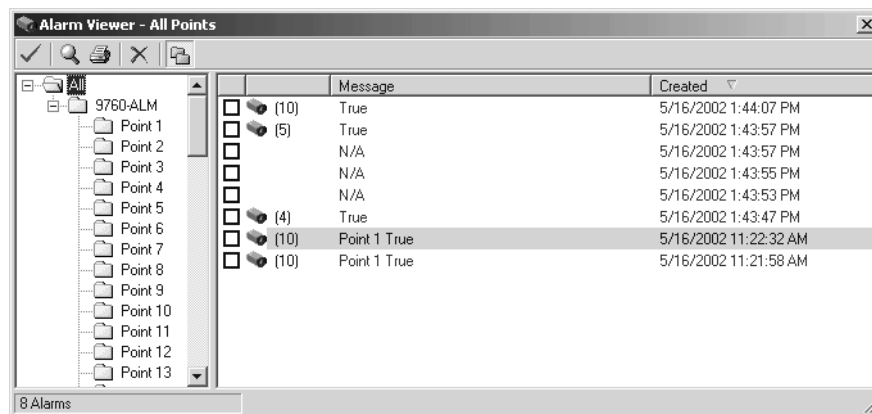 Alarm Viewer - All Points
All
9760-ALM
Point 1
Point 2
Point 3
Point 4
Point 5
Point 6
Point 7
Point 8
Point 9
Point 10
Point 11
Point 12
Point 13
Message Created
(10) True 5/16/2002 1:44:07 PM
(5) True 5/16/2002 1:43:57 PM
N/A 5/16/2002 1:43:57 PM
N/A 5/16/2002 1:43:55 PM
N/A 5/16/2002 1:43:53 PM
(4) True 5/16/2002 1:43:47 PM
(10) Point 1 True 5/16/2002 11:22:32 AM
(10) Point 1 True 5/16/2002 11:21:58 AM
8 Alarms